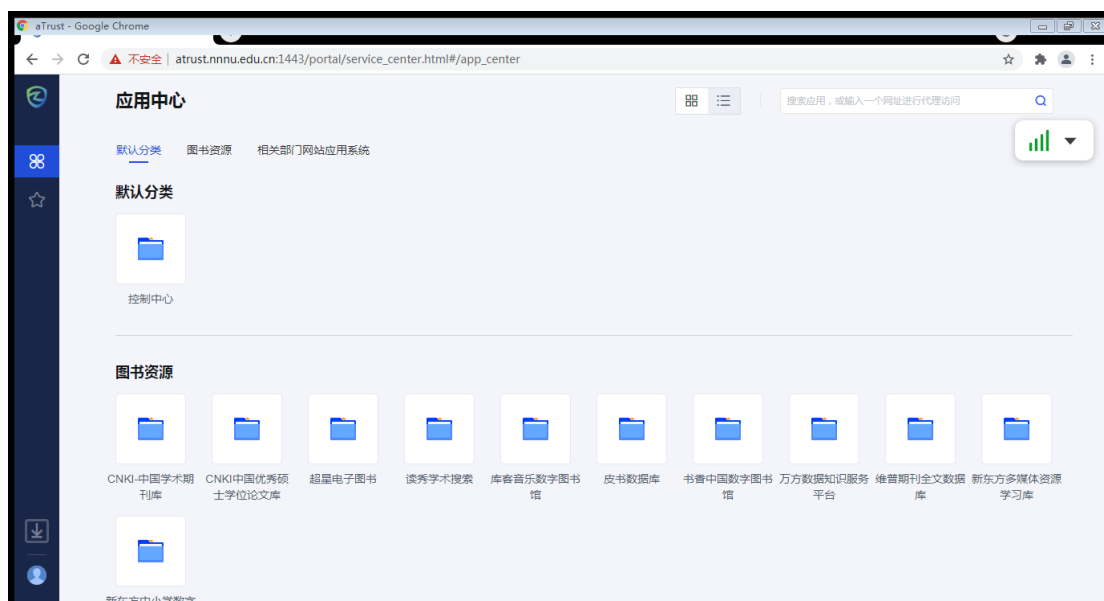 aTrust - Google Chrome
不安全 | atrust.nnnu.edu.cn:1443/portal/service_center.html#/app_center
应用中心
搜索应用，或输入一个网址进行代理访问
默认分类 图书资源 相关部门网站应用系统
默认分类
控制中心
图书资源
CNKI-中国学术期
刊库
CNKI中国优秀硕
士学位论文库
超星电子图书
读秀学术搜索
库客音乐数字图书
馆
皮书数据库
书香中国数字图书
馆
万方数据知识服务
平台
维普期刊全文数据
库
新东方多媒体资源
学习库
新东方中小学数字